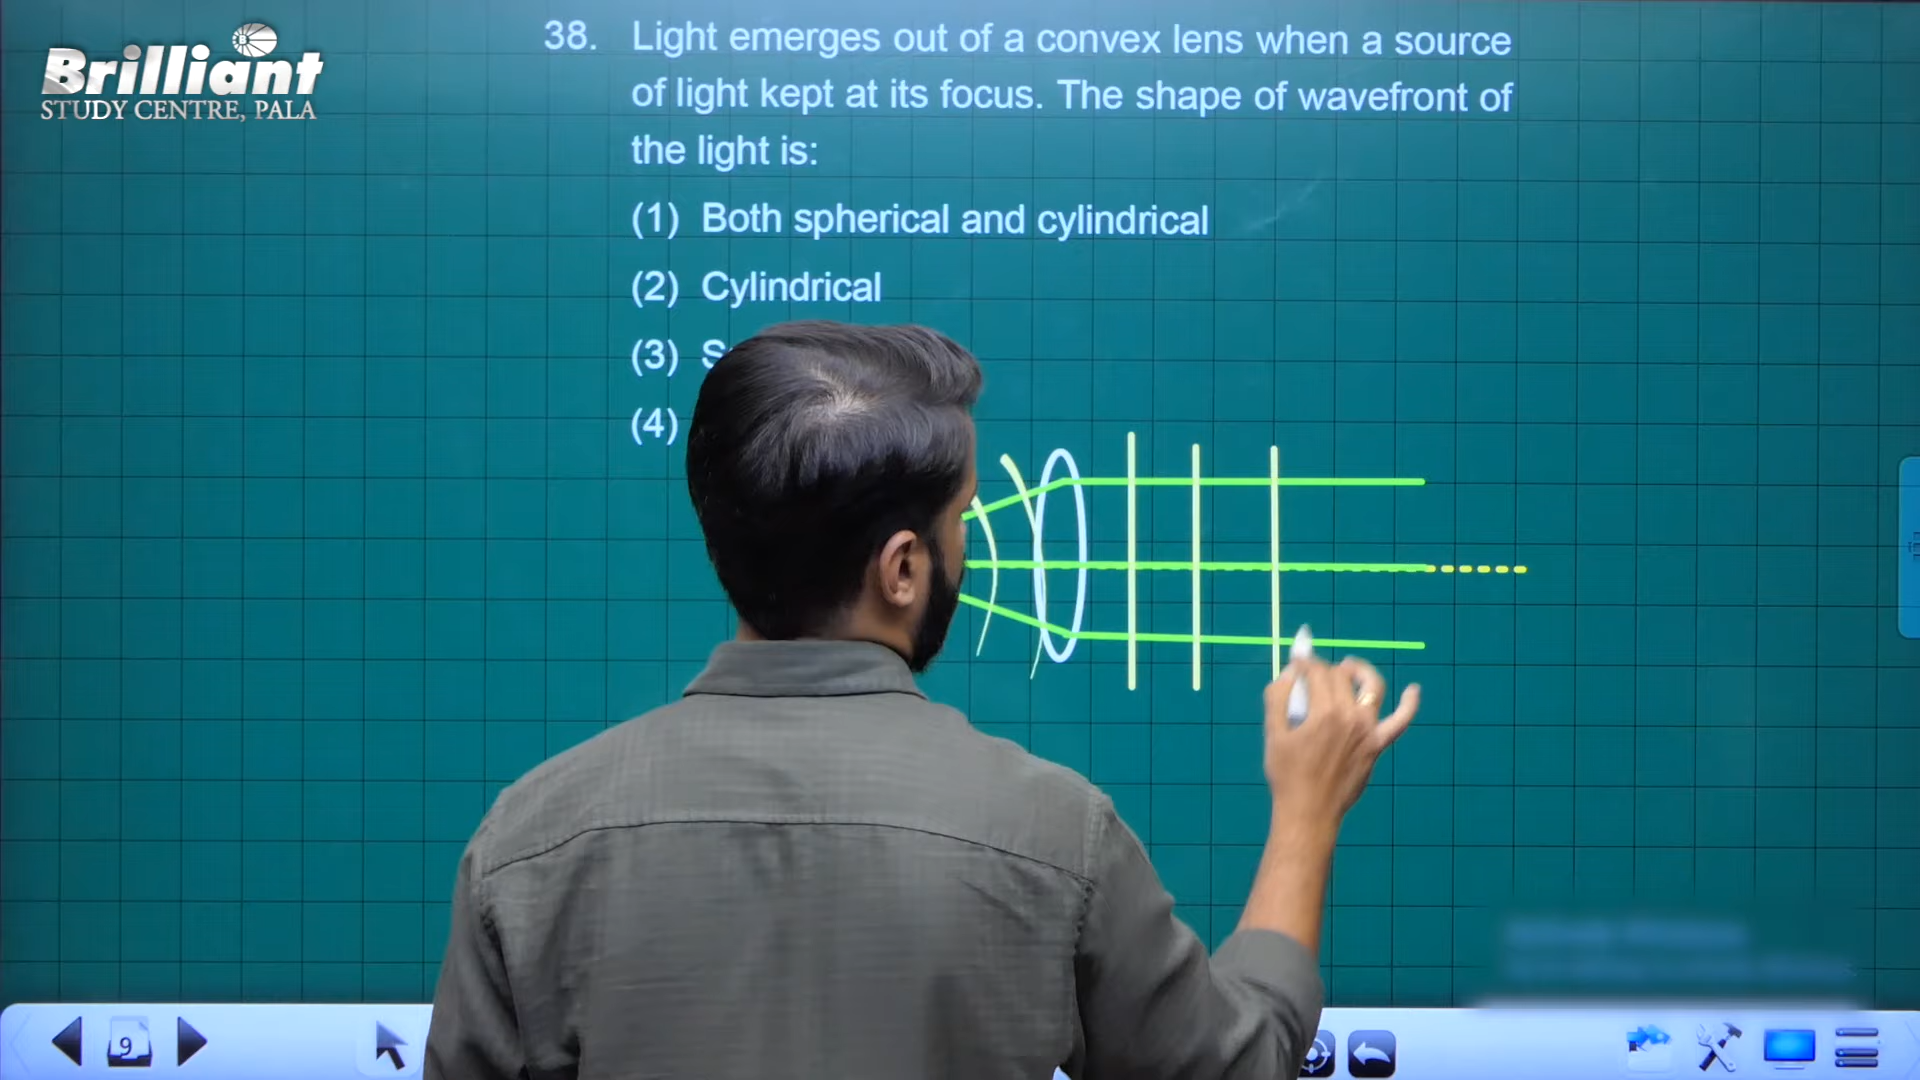 Brilliant
STUDY CENTRE, PALA
38. Light emerges out of a convex lens when a source
of light kept at its focus. The shape of wavefront of
the light is:
(1) Both spherical and cylindrical
(2) Cylindrical
(3)
(4)
9